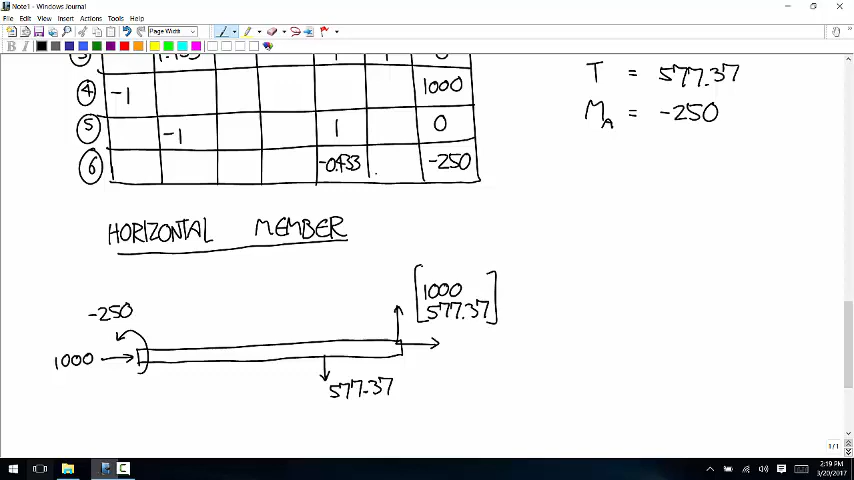 Note1 - Windows Journal
File Edit View Insert Actions Tools Help
Page Width
B I
T = 577.37
④ -1 1000
M_A = -250
⑤ -1 1 0
⑥ -0.433 -250
HORIZONTAL MEMBER
1000
577.37
-250
1000
577.37
1/1
2:19 PM
3/20/2017